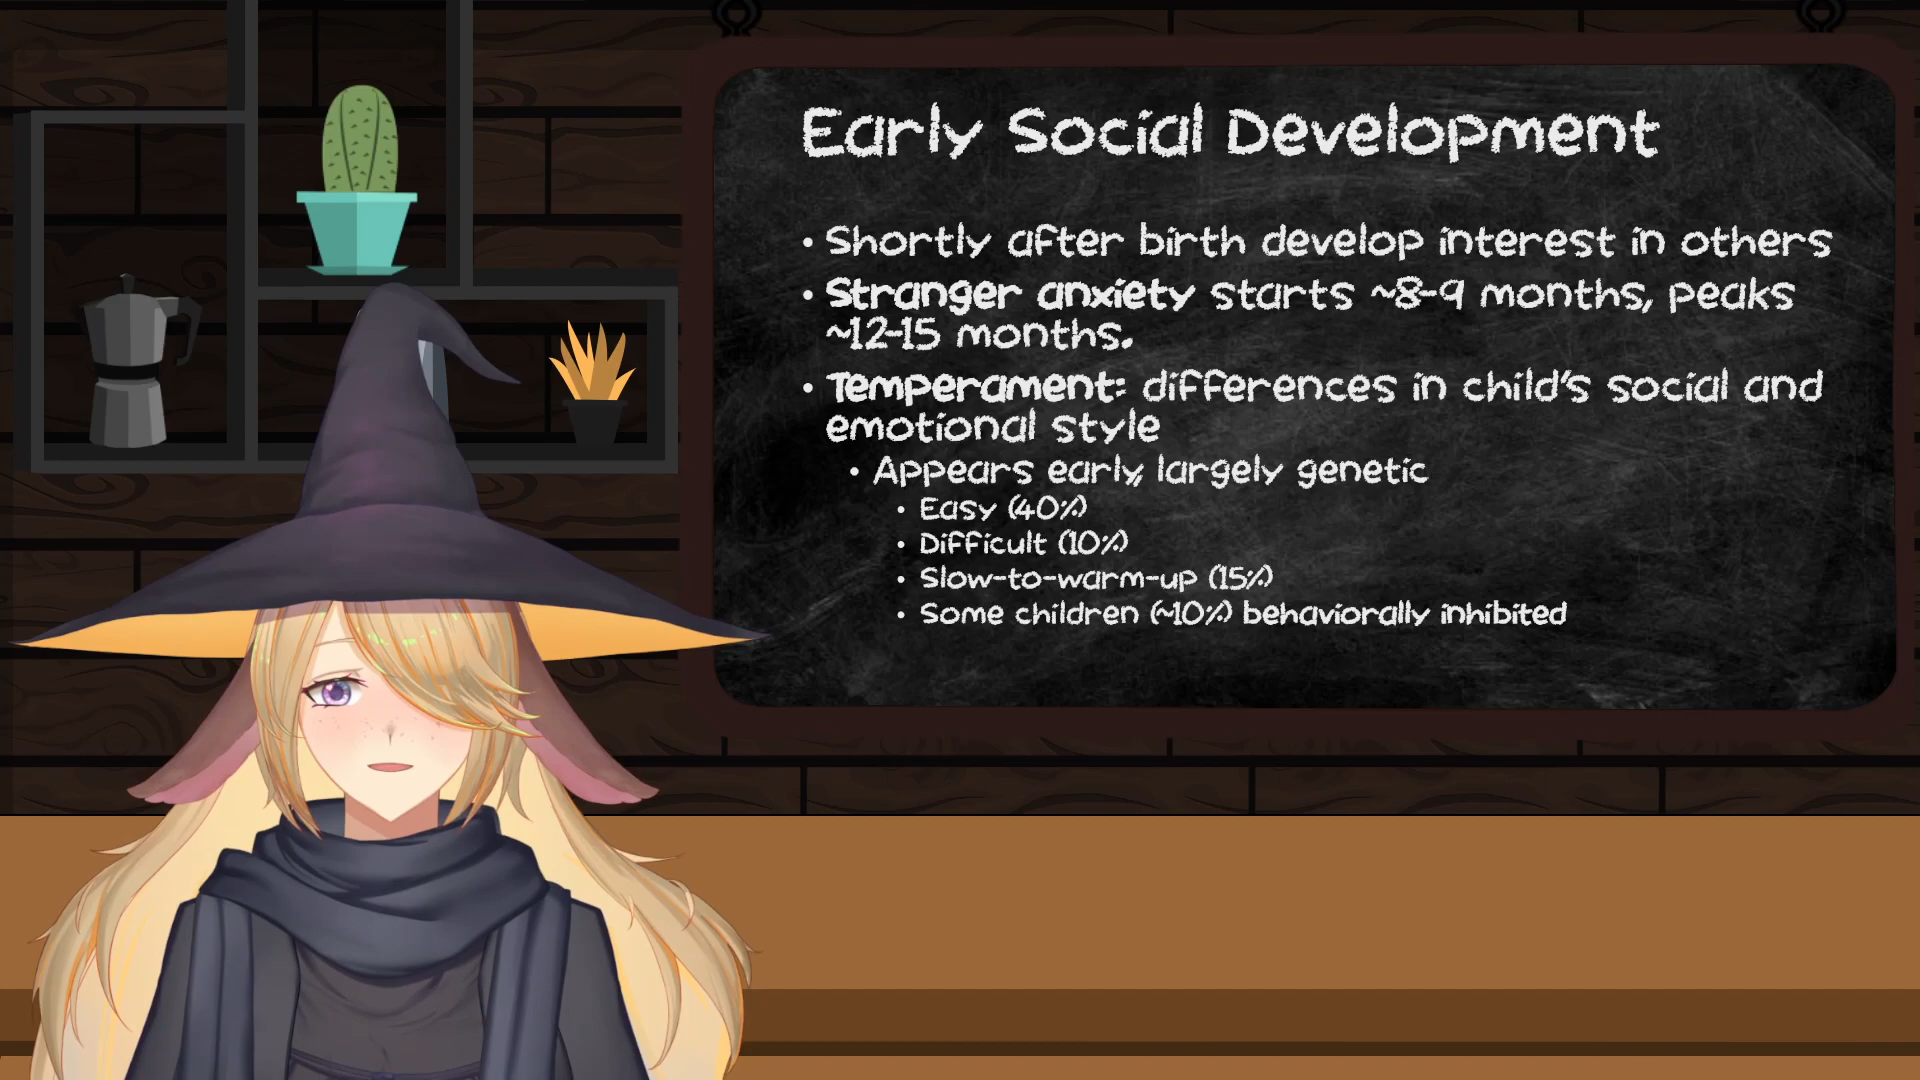 Early Social Development
• Shortly after birth develop interest in others
• Stranger anxiety starts ~8-9 months, peaks
~12-15 months.
• Temperament: differences in child's social and
emotional style
• Appears early, largely genetic
• Easy (40%)
• Difficult (10%)
• Slow-to-warm-up (15%)
• Some children (~10%) behaviorally inhibited